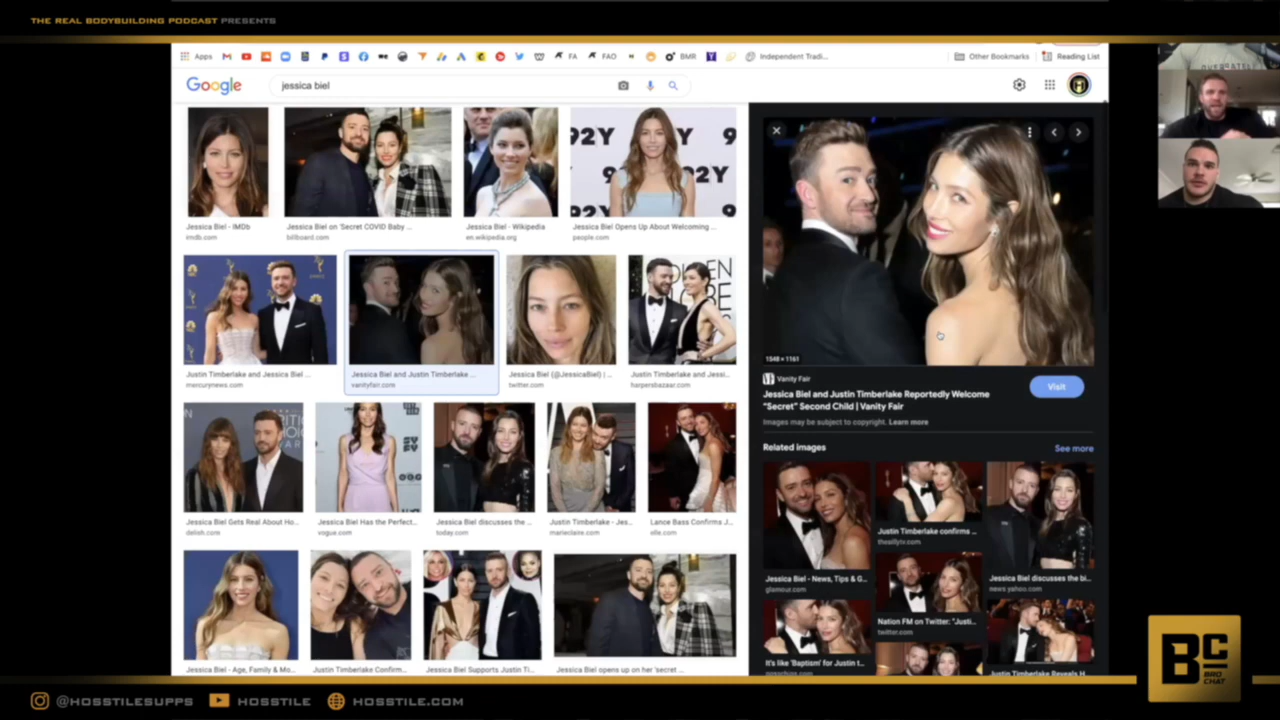 THE REAL BODYBUILDING PODCAST PRESENTS
Apps
FA
FAO
BMR
Independent Tradi...
Other Bookmarks
Reading List
Google
jessica biel
Jessica Biel - IMDb
imdb.com
Jessica Biel on 'Secret COVID Baby ...
billboard.com
Jessica Biel - Wikipedia
en.wikipedia.org
Jessica Biel Opens Up About Welcoming ...
people.com
Justin Timberlake and Jessica Biel ...
mercurynews.com
Jessica Biel and Justin Timberlake ...
vanityfair.com
Jessica Biel (@JessicaBiel) | ...
twitter.com
Justin Timberlake and Jessi...
harpersbazaar.com
Jessica Biel Gets Real About Ho...
delish.com
Jessica Biel Has the Perfect...
vogue.com
Jessica Biel discusses the ...
today.com
Justin Timberlake - Jes...
marieclaire.com
Lance Bass Confirms J...
elle.com
Jessica Biel - Age, Family & Mo...
Justin Timberlake Confirm...
Jessica Biel Supports Justin Ti...
Jessica Biel opens up on her 'secret ...
1548 × 1161
Vanity Fair
Visit
Jessica Biel and Justin Timberlake Reportedly Welcome
"Secret" Second Child | Vanity Fair
Images may be subject to copyright. Learn more
Related images
See more
Jessica Biel - News, Tips & G...
glamour.com
Justin Timberlake confirms ...
Jessica Biel discusses the bi...
news.yahoo.com
Nation FM on Twitter: "Justi...
twitter.com
It's like 'Baptism' for Justin t...
Justin Timberlake Reveals H...
BC
BRO
CHAT
@HOSSTILESUPPS
HOSSTILE
HOSSTILE.COM